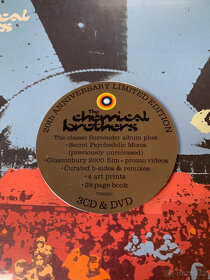 20th ANNIVERSARY LIMITED EDITION
The
chemical
brothers
The classic Surrender album plus:
• Secret Psychedelic Mixes
(previously unreleased)
• Glastonbury 2000 film + promo videos
• Curated b-sides & remixes
• 4 art prints
• 28 page book
3CD & DVD